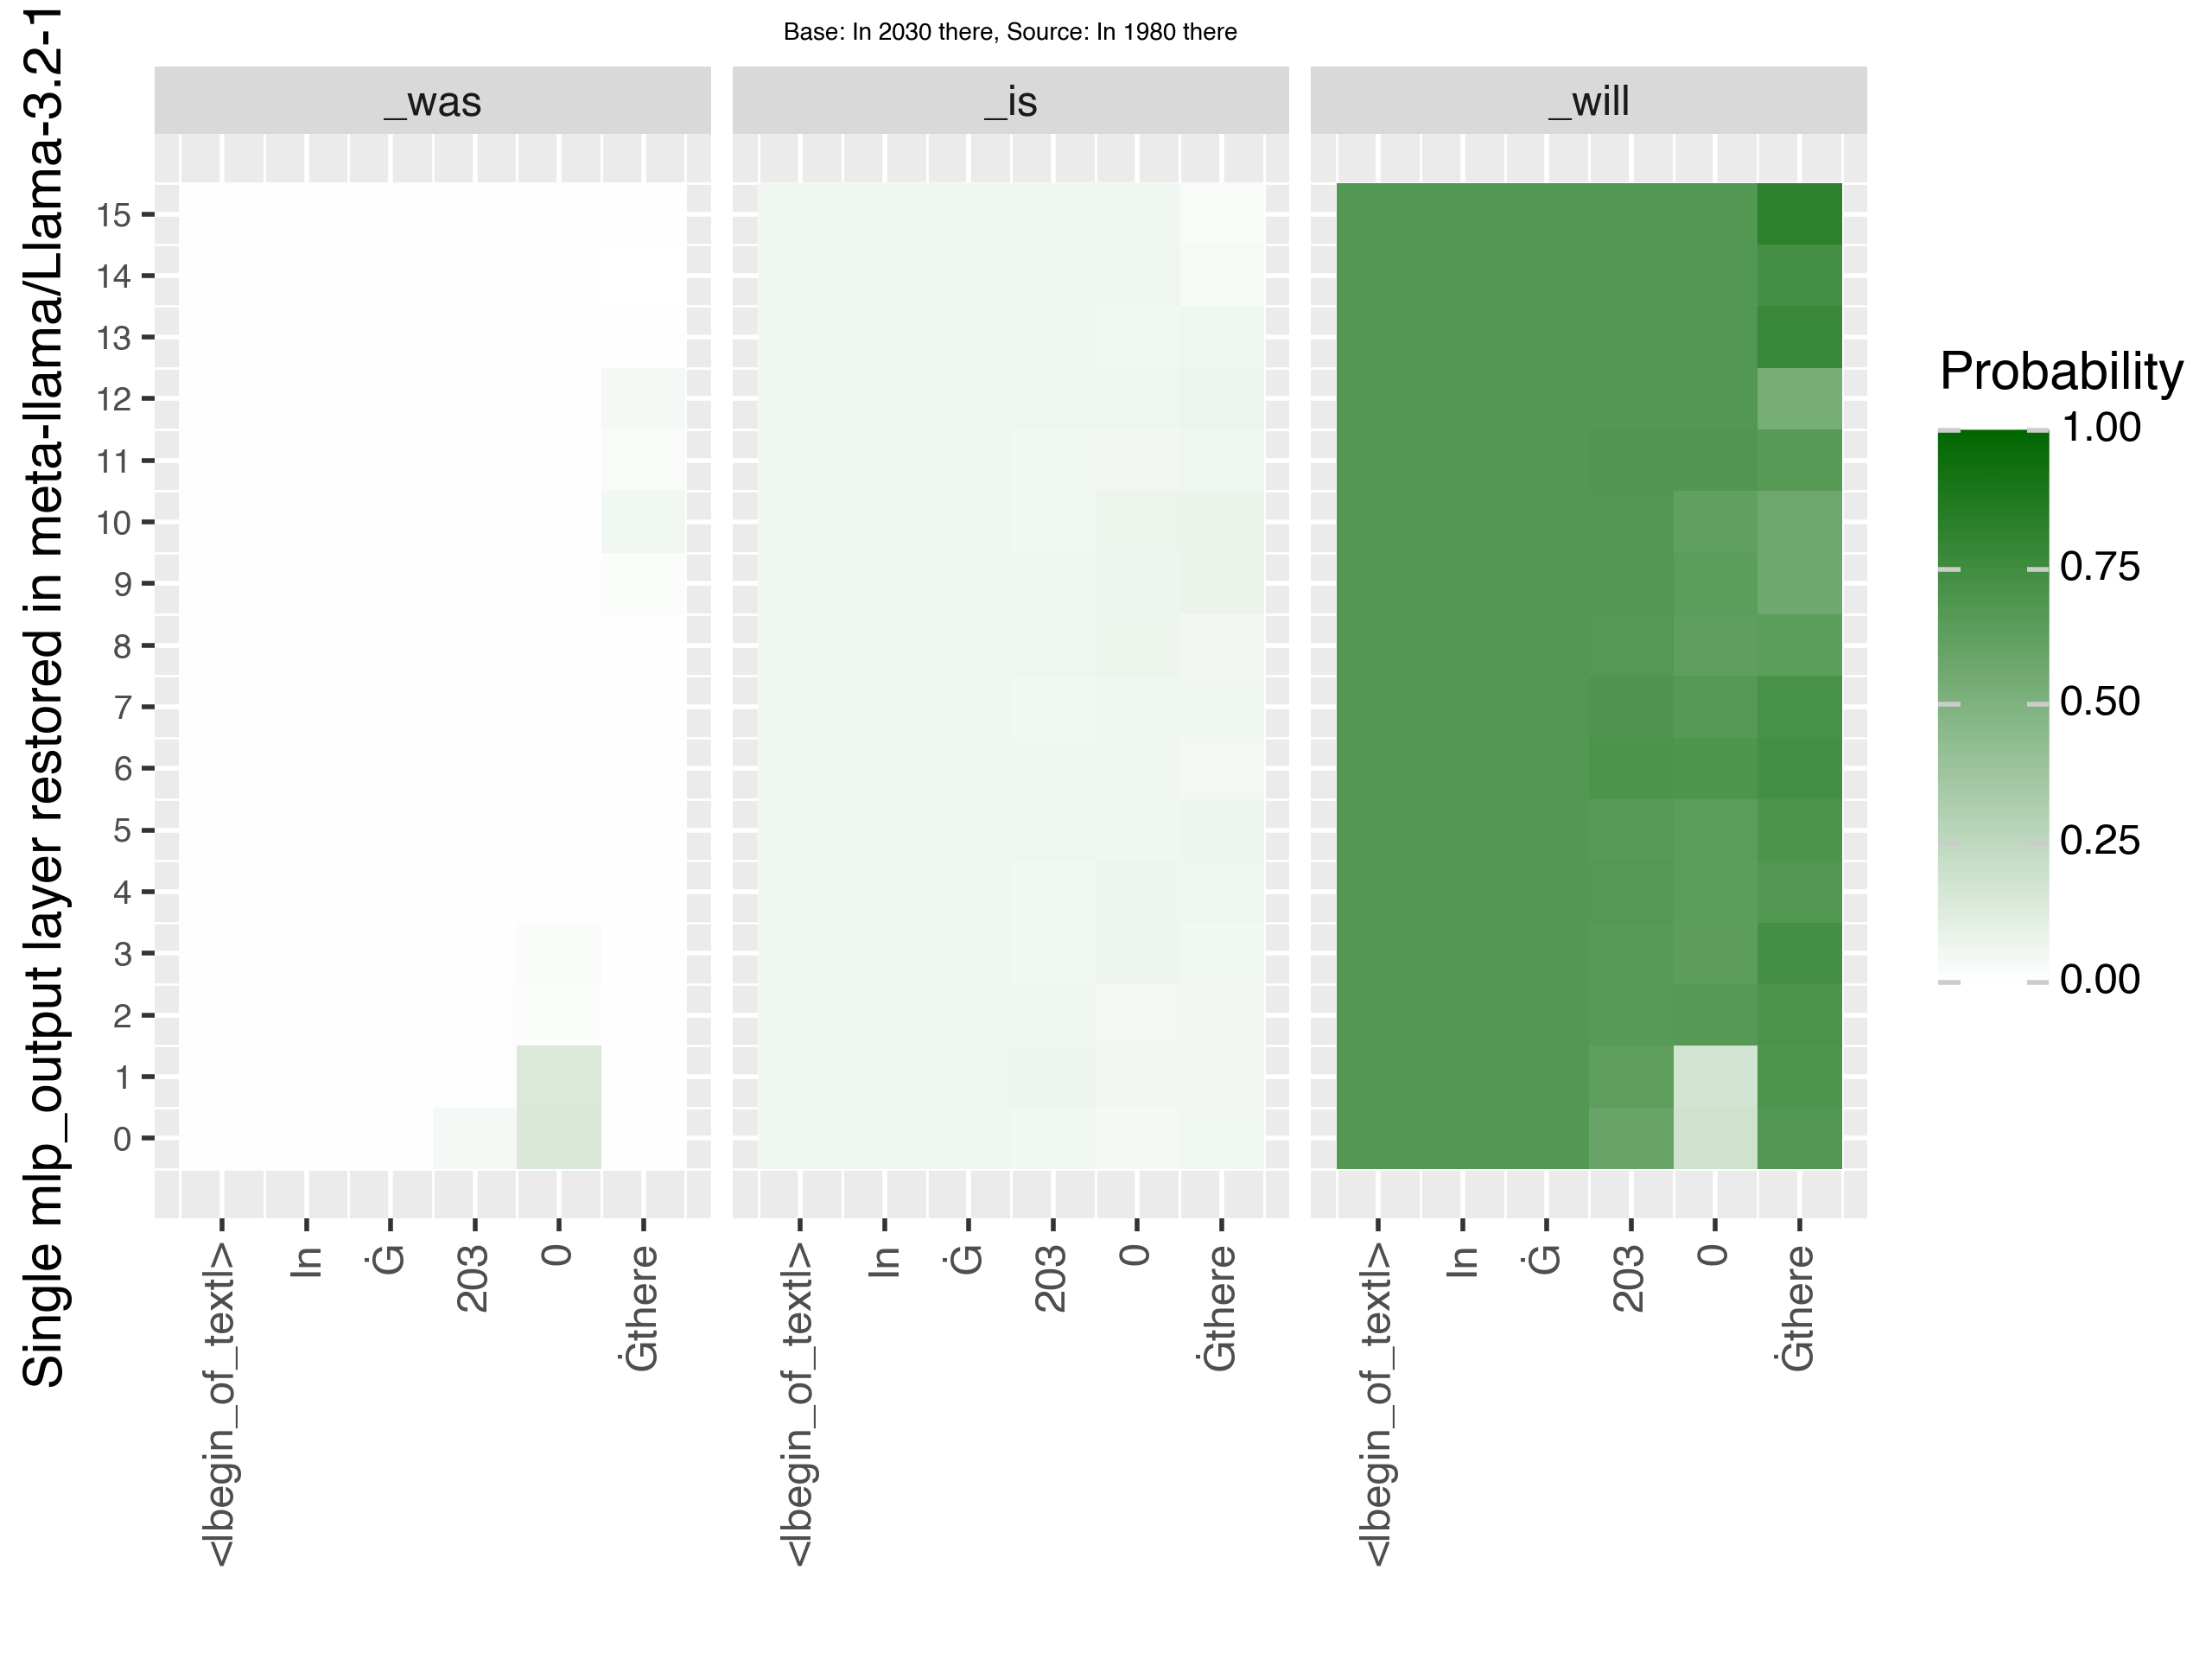 Base: In 2030 there, Source: In 1980 there
_was
_is
_will
Single mlp_output layer restored in meta-llama/Llama-3.2-1
15
14
13
12
11
10
9
8
7
6
5
4
3
2
1
0
<|begin_of_text|>
In
Ġ
203
0
Ġthere
<|begin_of_text|>
In
Ġ
203
0
Ġthere
<|begin_of_text|>
In
Ġ
203
0
Ġthere
Probability
1.00
0.75
0.50
0.25
0.00